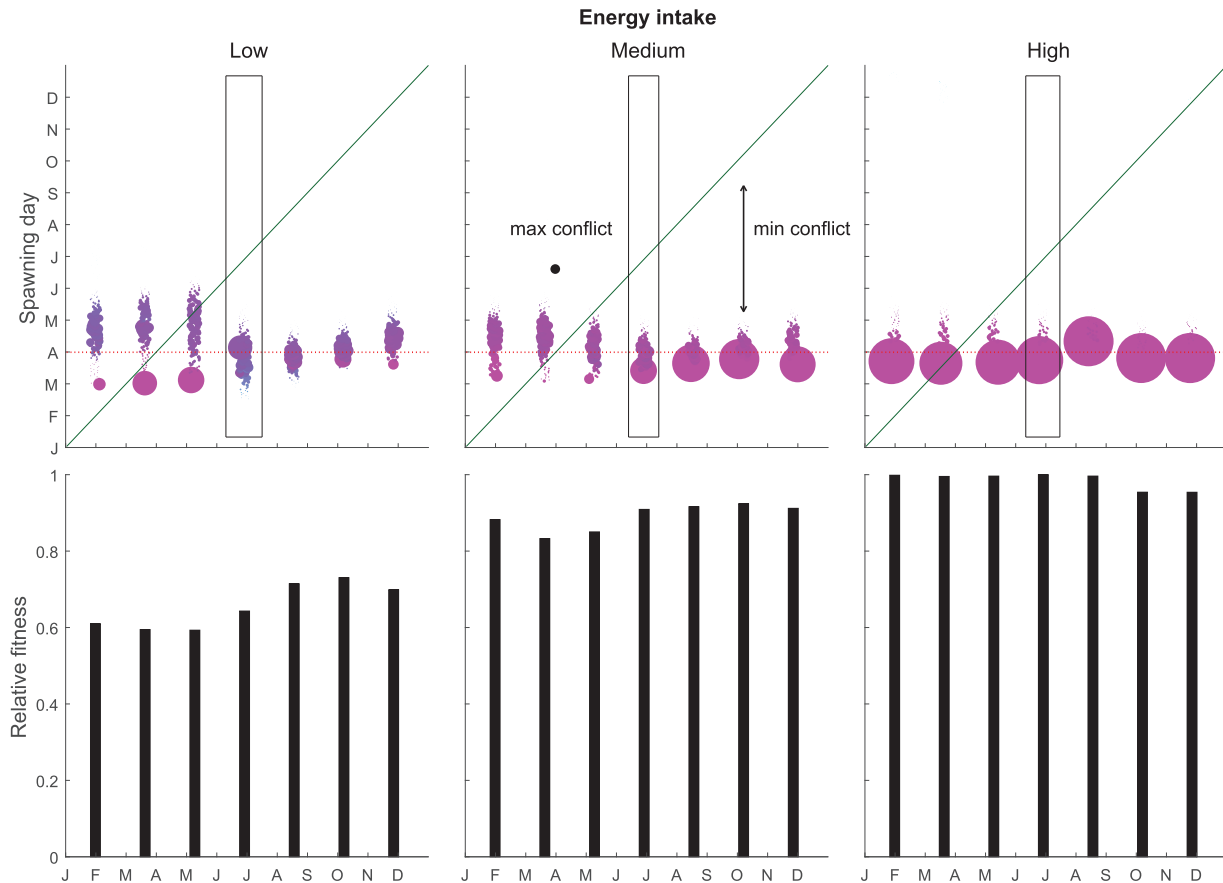 Energy intake
Low
Medium
High
Spawning day
D
N
O
S
A
J
J
M
A
M
F
J
max conflict
min conflict
Relative fitness
1
0.8
0.6
0.4
0.2
0
J F M A M J J A S O N D
J F M A M J J A S O N D
J F M A M J J A S O N D